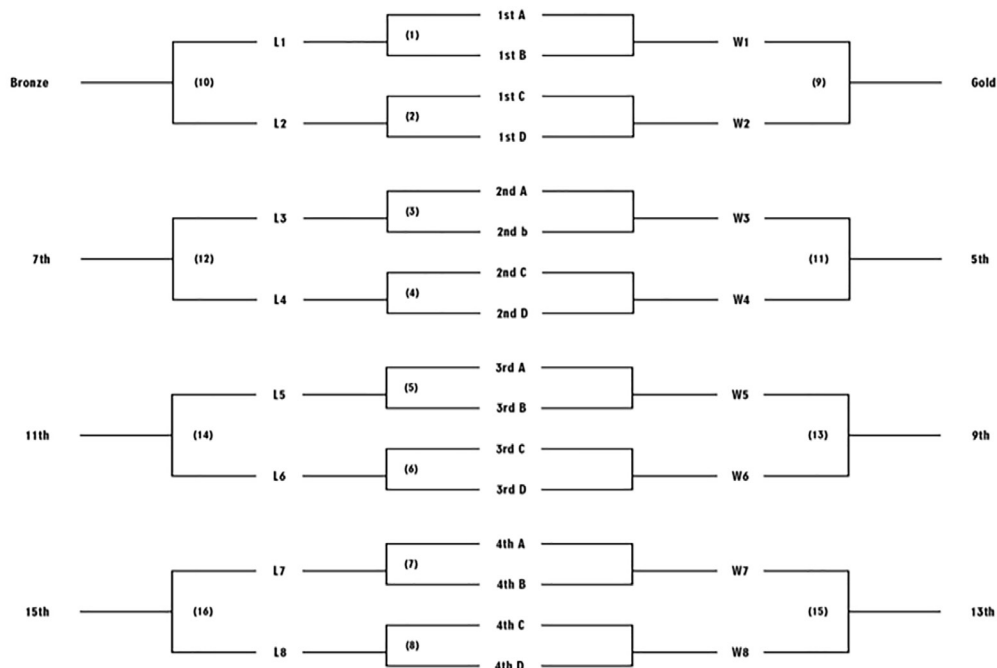 1st A
L1 (1) W1
1st B
Bronze (10) (9) Gold
1st C
L2 (2) W2
1st D
2nd A
L3 (3) W3
2nd b
7th (12) (11) 5th
2nd C
L4 (4) W4
2nd D
3rd A
L5 (5) W5
3rd B
11th (14) (13) 9th
3rd C
L6 (6) W6
3rd D
4th A
L7 (7) W7
4th B
15th (16) (15) 13th
4th C
L8 (8) W8
4th D